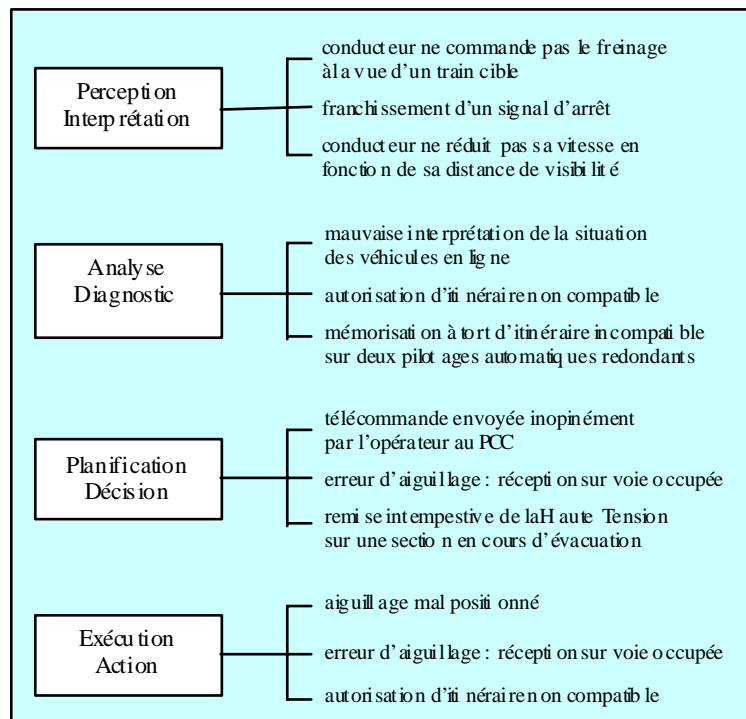 Perception
Interprétation
conducteur ne commande pas le freinage
à la vue d'un train cible
franchissement d'un signal d'arrêt
conducteur ne réduit pas sa vitesse en
fonction de sa distance de visibilité
Analyse
Diagnostic
mauvaise interprétation de la situation
des véhicules en ligne
autorisation d'itinéraire non compatible
mémorisation à tort d'itinéraire incompatible
sur deux pilotages automatiques redondants
Planification
Décision
télécommande envoyée inopinément
par l'opérateur au PCC
erreur d'aiguillage : réception sur voie occupée
remise intempestive de la Haute Tension
sur une section en cours d'évacuation
Exécution
Action
aiguillage mal positionné
erreur d'aiguillage : réception sur voie occupée
autorisation d'itinéraire non compatible